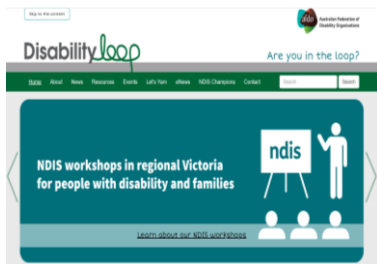 Skip to the content
afdo
Australian Federation of
Disability Organisations
Disability loop
Are you in the loop?
Home About News Resources Events Let's Yarn eNews NDIS Champions Contact
Search Search
NDIS workshops in regional Victoria
for people with disability and families
ndis
Learn about our NDIS workshops